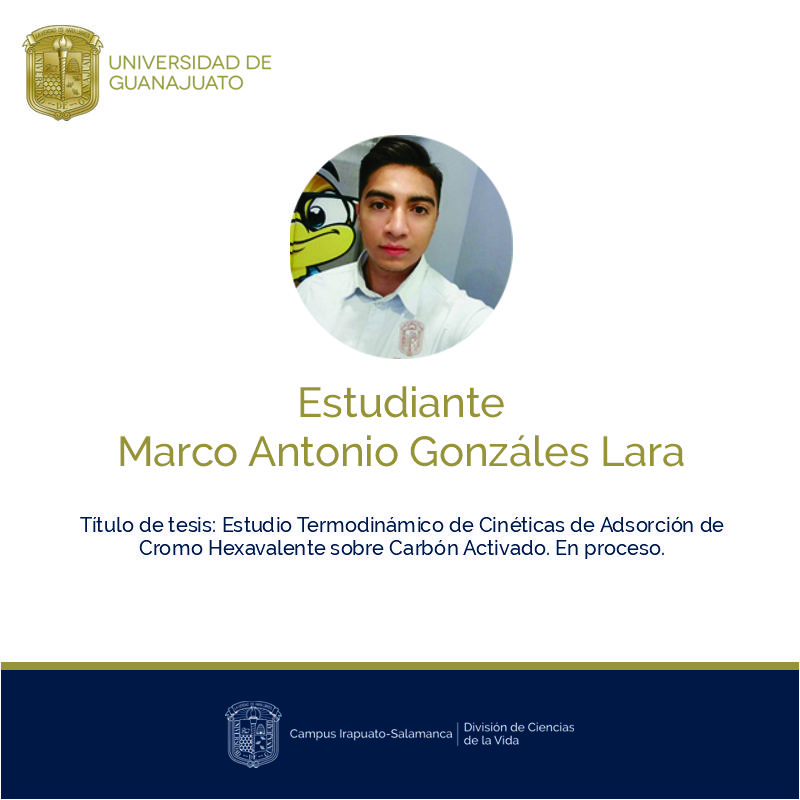 UNIVERSIDAD DE
GUANAJUATO
Estudiante
Marco Antonio Gonzáles Lara
Título de tesis: Estudio Termodinámico de Cinéticas de Adsorción de
Cromo Hexavalente sobre Carbón Activado. En proceso.
Campus Irapuato-Salamanca
División de Ciencias
de la Vida